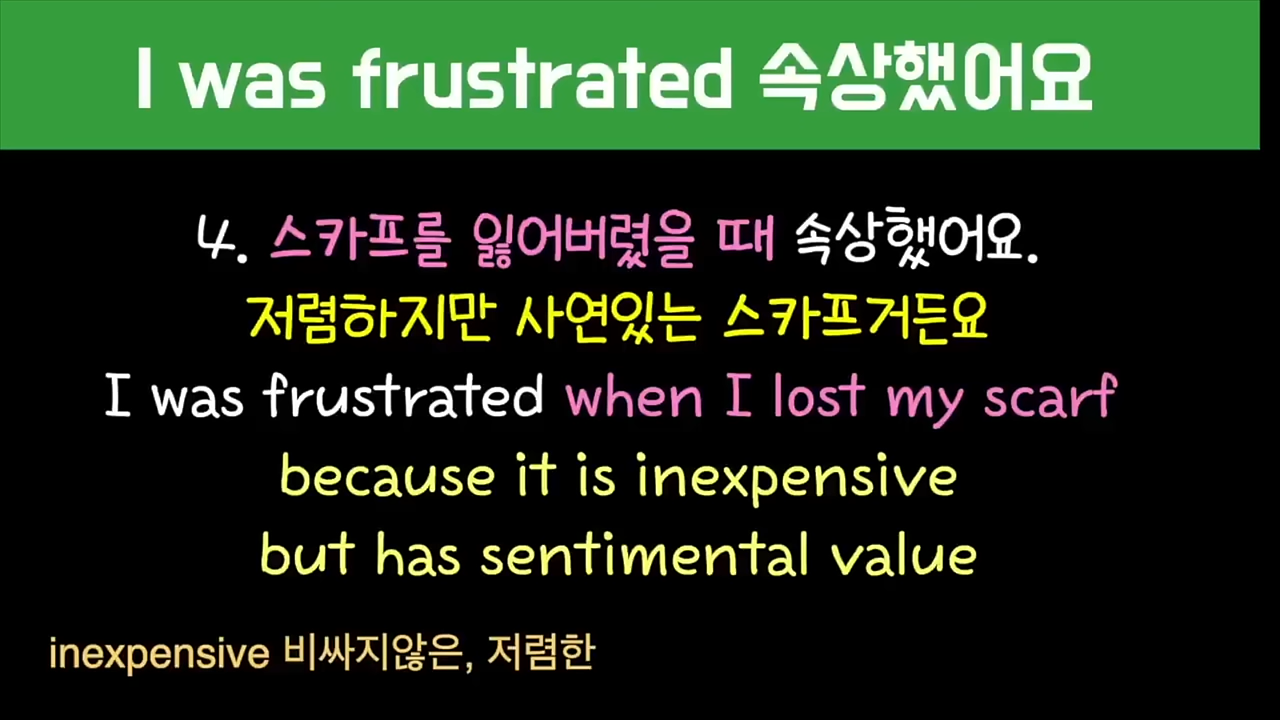 I was frustrated 속상했어요
4. 스카프를 잃어버렸을 때 속상했어요.
저렴하지만 사연있는 스카프거든요
I was frustrated when I lost my scarf
because it is inexpensive
but has sentimental value
inexpensive 비싸지않은, 저렴한